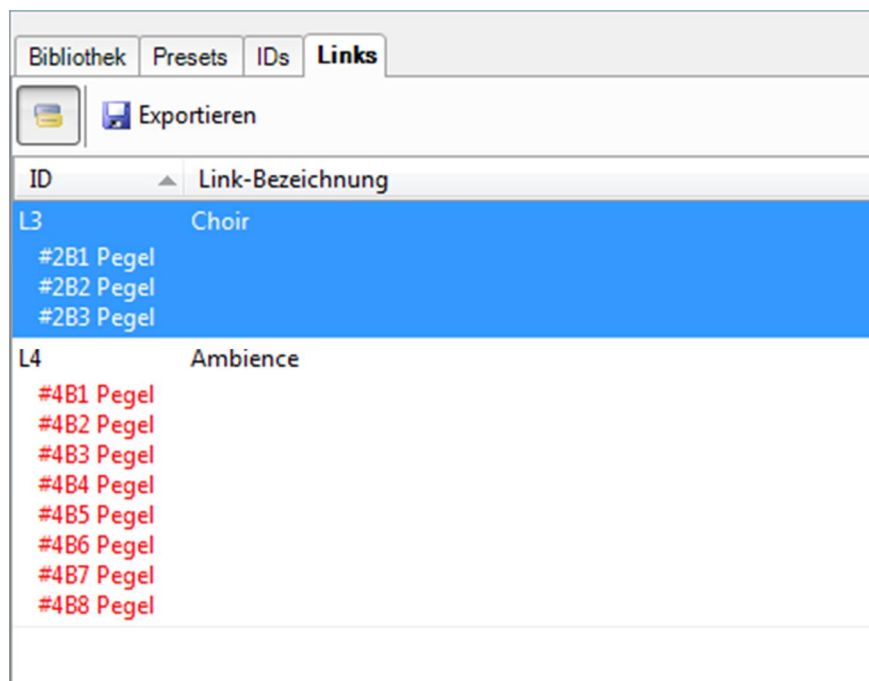 Bibliothek Presets IDs Links
Exportieren
ID Link-Bezeichnung
L3 Choir
#2B1 Pegel
#2B2 Pegel
#2B3 Pegel
L4 Ambience
#4B1 Pegel
#4B2 Pegel
#4B3 Pegel
#4B4 Pegel
#4B5 Pegel
#4B6 Pegel
#4B7 Pegel
#4B8 Pegel